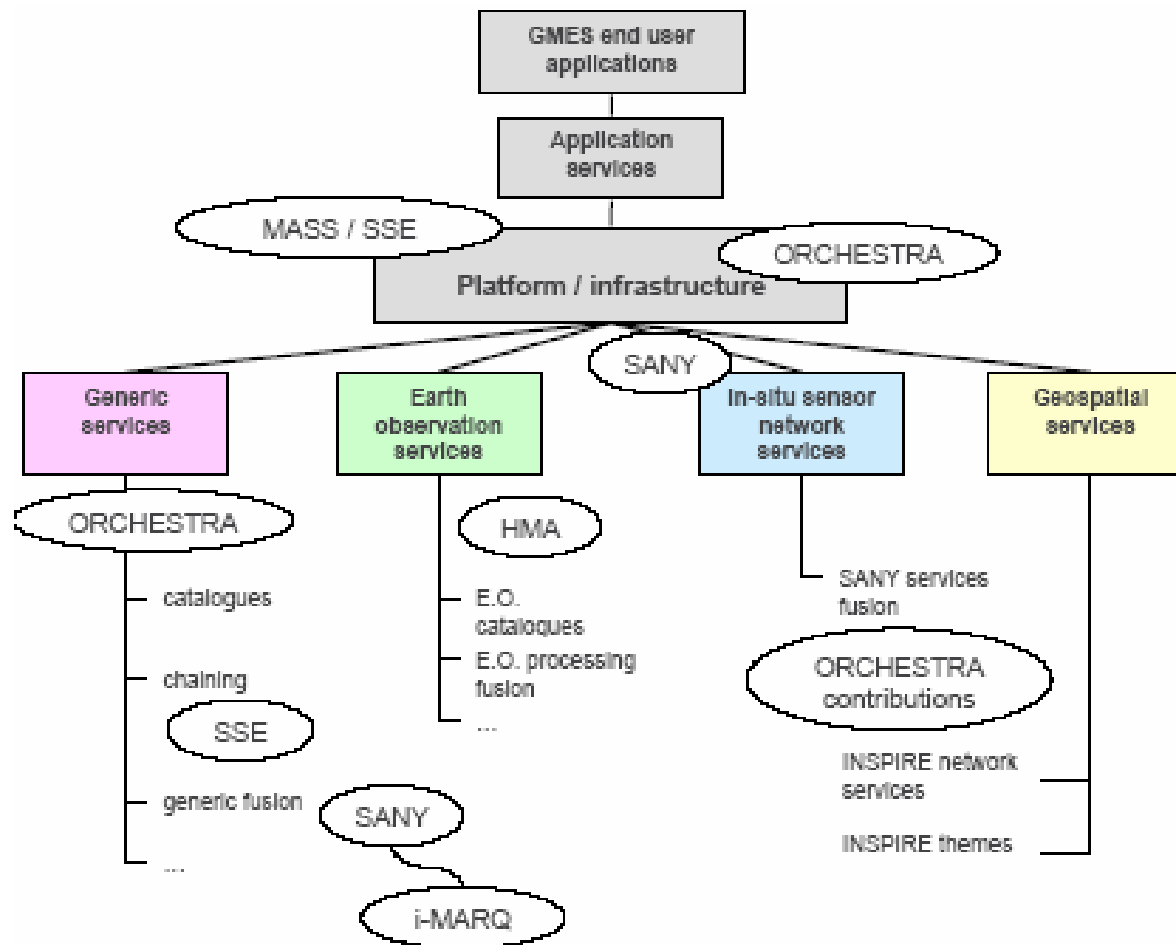 GMES end user
applications
Application
services
MASS / SSE
ORCHESTRA
Platform / infrastructure
SANY
Generic
services
Earth
observation
services
In-situ sensor
network
services
Geospatial
services
ORCHESTRA
HMA
catalogues
E.O.
catalogues
SANY services
fusion
chaining
E.O. processing
fusion
ORCHESTRA
contributions
SSE
...
INSPIRE network
services
generic fusion
SANY
INSPIRE themes
....
i-MARQ